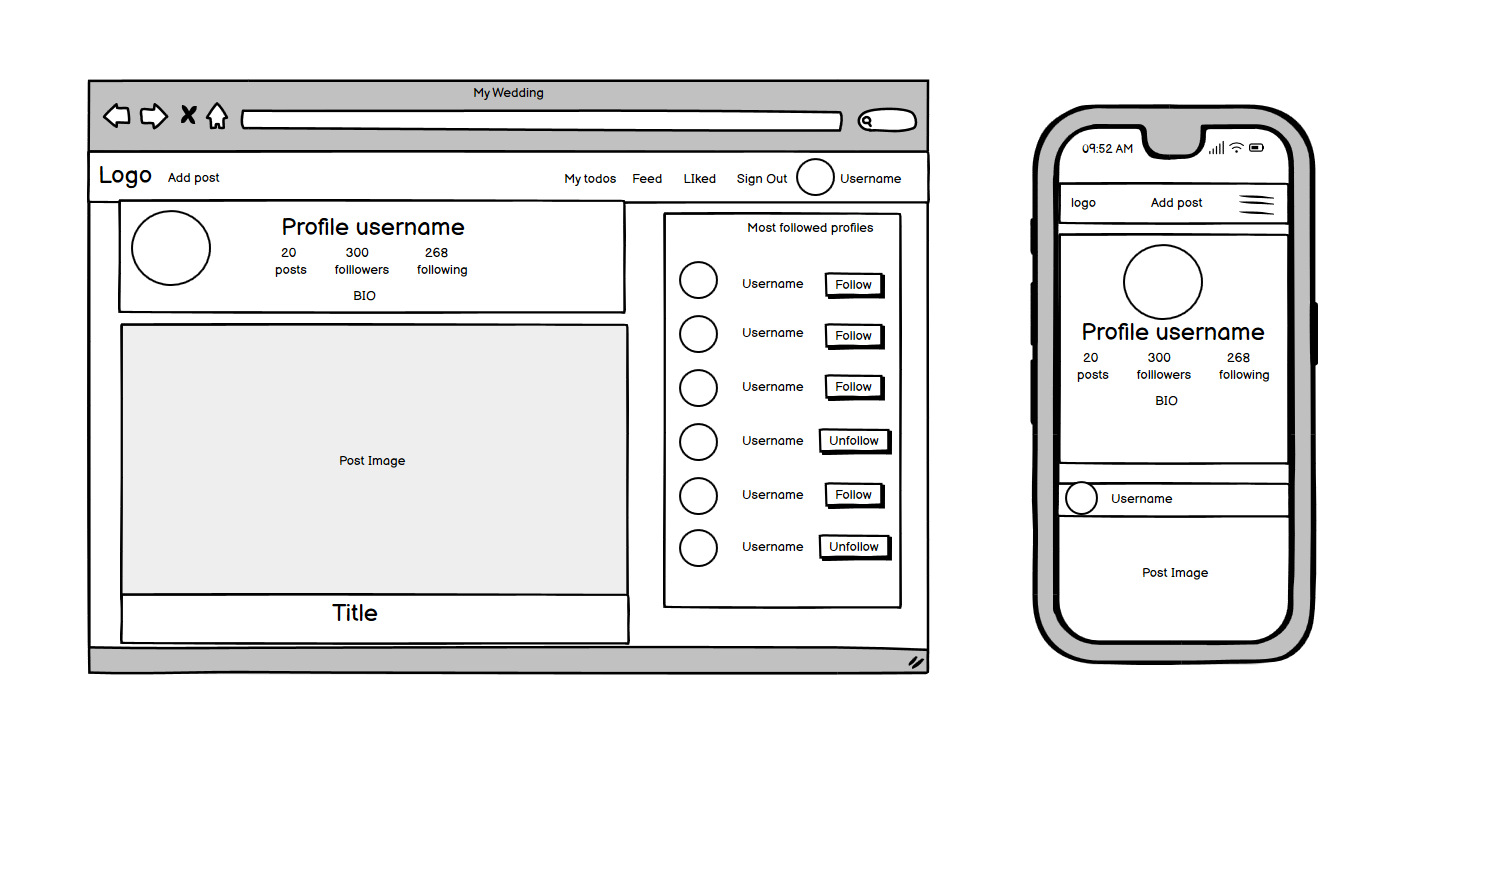 My Wedding
Logo Add post My todos Feed LIked Sign Out Username
Profile username
20 300 268
posts folllowers following
BIO
Post Image
Title
Most followed profiles
Username Follow
Username Follow
Username Follow
Username Unfollow
Username Follow
Username Unfollow
09:52 AM
logo Add post
Profile username
20 300 268
posts folllowers following
BIO
Username
Post Image